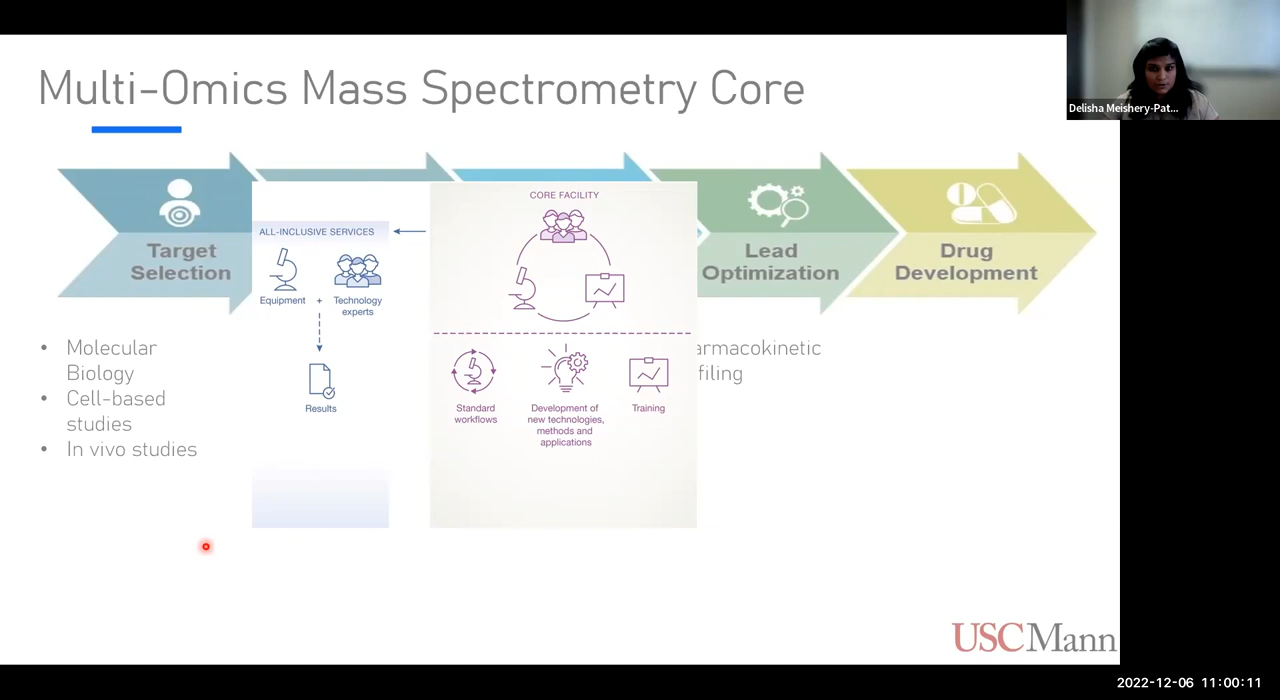 Multi-Omics Mass Spectrometry Core
Delisha Meishery-Pat...
Target
Selection
Lead
Optimization
Drug
Development
ALL-INCLUSIVE SERVICES
Equipment
+
Technology
experts
Results
CORE FACILITY
Standard
workflows
Development of
new technologies,
methods and
applications
Training
• Molecular
Biology
• Cell-based
studies
• In vivo studies
armacokinetic
filing
USC Mann
2022-12-06 11:00:11